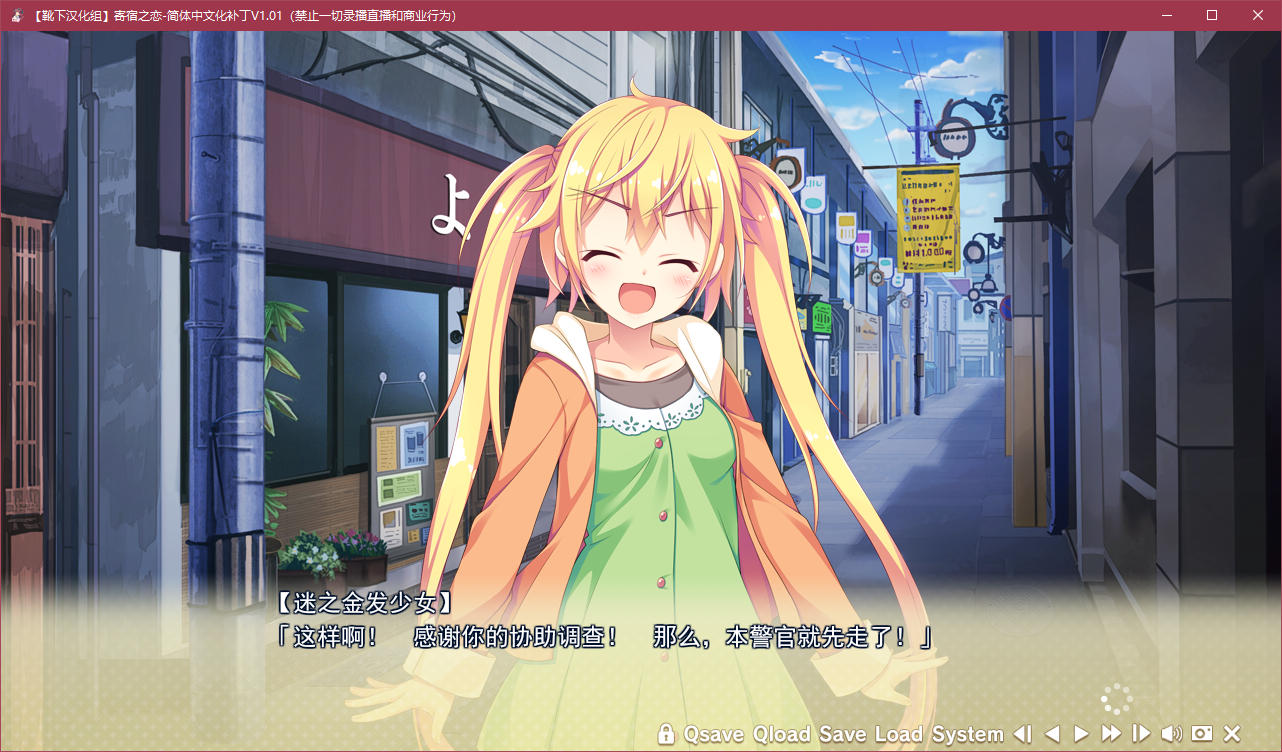 【靴下汉化组】寄宿之恋-简体中文化补丁V1.01（禁止一切录播直播和商业行为）
よ
【迷之金发少女】
「这样啊！　感谢你的协助调查！　那么，本警官就先走了！」
Qsave Qload Save Load System